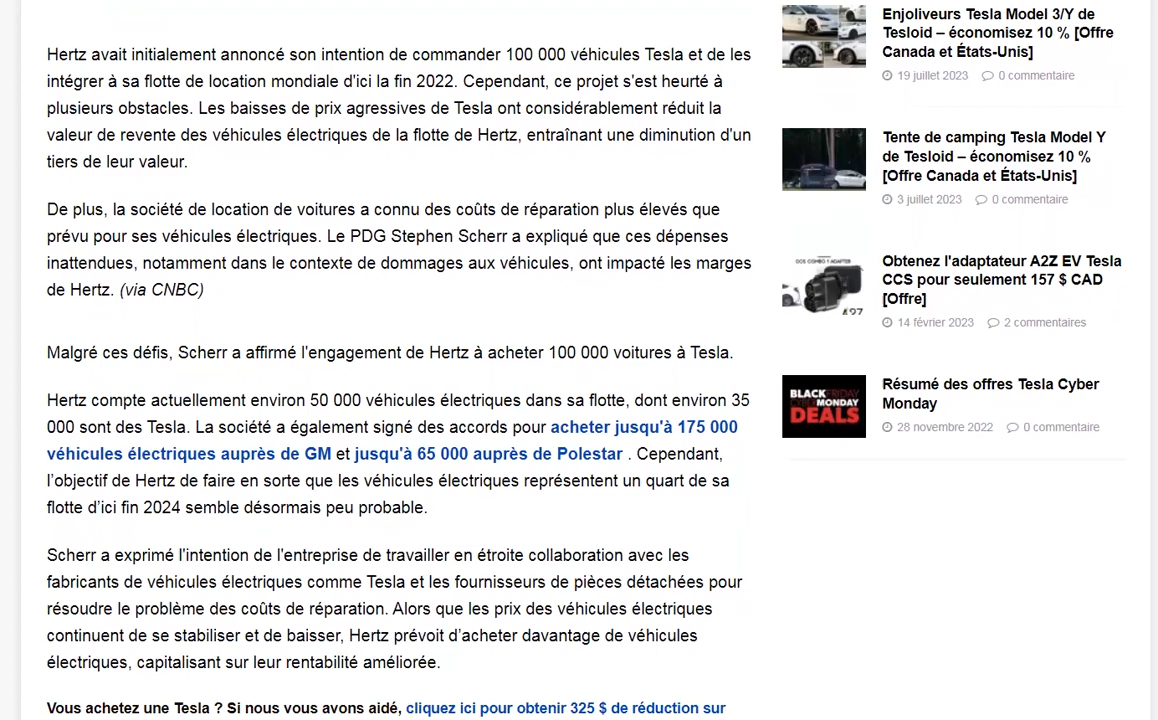 Hertz avait initialement annoncé son intention de commander 100 000 véhicules Tesla et de les
intégrer à sa flotte de location mondiale d'ici la fin 2022. Cependant, ce projet s'est heurté à
plusieurs obstacles. Les baisses de prix agressives de Tesla ont considérablement réduit la
valeur de revente des véhicules électriques de la flotte de Hertz, entraînant une diminution d'un
tiers de leur valeur.
De plus, la société de location de voitures a connu des coûts de réparation plus élevés que
prévu pour ses véhicules électriques. Le PDG Stephen Scherr a expliqué que ces dépenses
inattendues, notamment dans le contexte de dommages aux véhicules, ont impacté les marges
de Hertz. (via CNBC)
Malgré ces défis, Scherr a affirmé l'engagement de Hertz à acheter 100 000 voitures à Tesla.
Hertz compte actuellement environ 50 000 véhicules électriques dans sa flotte, dont environ 35
000 sont des Tesla. La société a également signé des accords pour acheter jusqu'à 175 000
véhicules électriques auprès de GM et jusqu'à 65 000 auprès de Polestar . Cependant,
l’objectif de Hertz de faire en sorte que les véhicules électriques représentent un quart de sa
flotte d’ici fin 2024 semble désormais peu probable.
Scherr a exprimé l'intention de l'entreprise de travailler en étroite collaboration avec les
fabricants de véhicules électriques comme Tesla et les fournisseurs de pièces détachées pour
résoudre le problème des coûts de réparation. Alors que les prix des véhicules électriques
continuent de se stabiliser et de baisser, Hertz prévoit d’acheter davantage de véhicules
électriques, capitalisant sur leur rentabilité améliorée.
Vous achetez une Tesla ? Si nous vous avons aidé, cliquez ici pour obtenir 325 $ de réduction sur
Enjoliveurs Tesla Model 3/Y de
Tesloid – économisez 10 % [Offre
Canada et États-Unis]
19 juillet 2023 0 commentaire
Tente de camping Tesla Model Y
de Tesloid – économisez 10 %
[Offre Canada et États-Unis]
3 juillet 2023 0 commentaire
CCS COMBO 1 ADAPTER
Obtenez l'adaptateur A2Z EV Tesla
CCS pour seulement 157 $ CAD
[Offre]
14 février 2023 2 commentaires
BLACK FRIDAY
MONDAY
DEALS
Résumé des offres Tesla Cyber
Monday
28 novembre 2022 0 commentaire